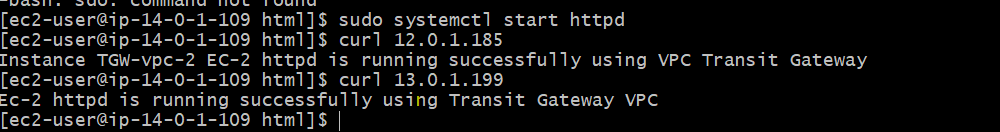 -bash: sudo: command not found
[ec2-user@ip-14-0-1-109 html]$ sudo systemctl start httpd
[ec2-user@ip-14-0-1-109 html]$ curl 12.0.1.185
Instance TGW-vpc-2 EC-2 httpd is running successfully using VPC Transit Gateway
[ec2-user@ip-14-0-1-109 html]$ curl 13.0.1.199
Ec-2 httpd is running successfully using Transit Gateway VPC
[ec2-user@ip-14-0-1-109 html]$